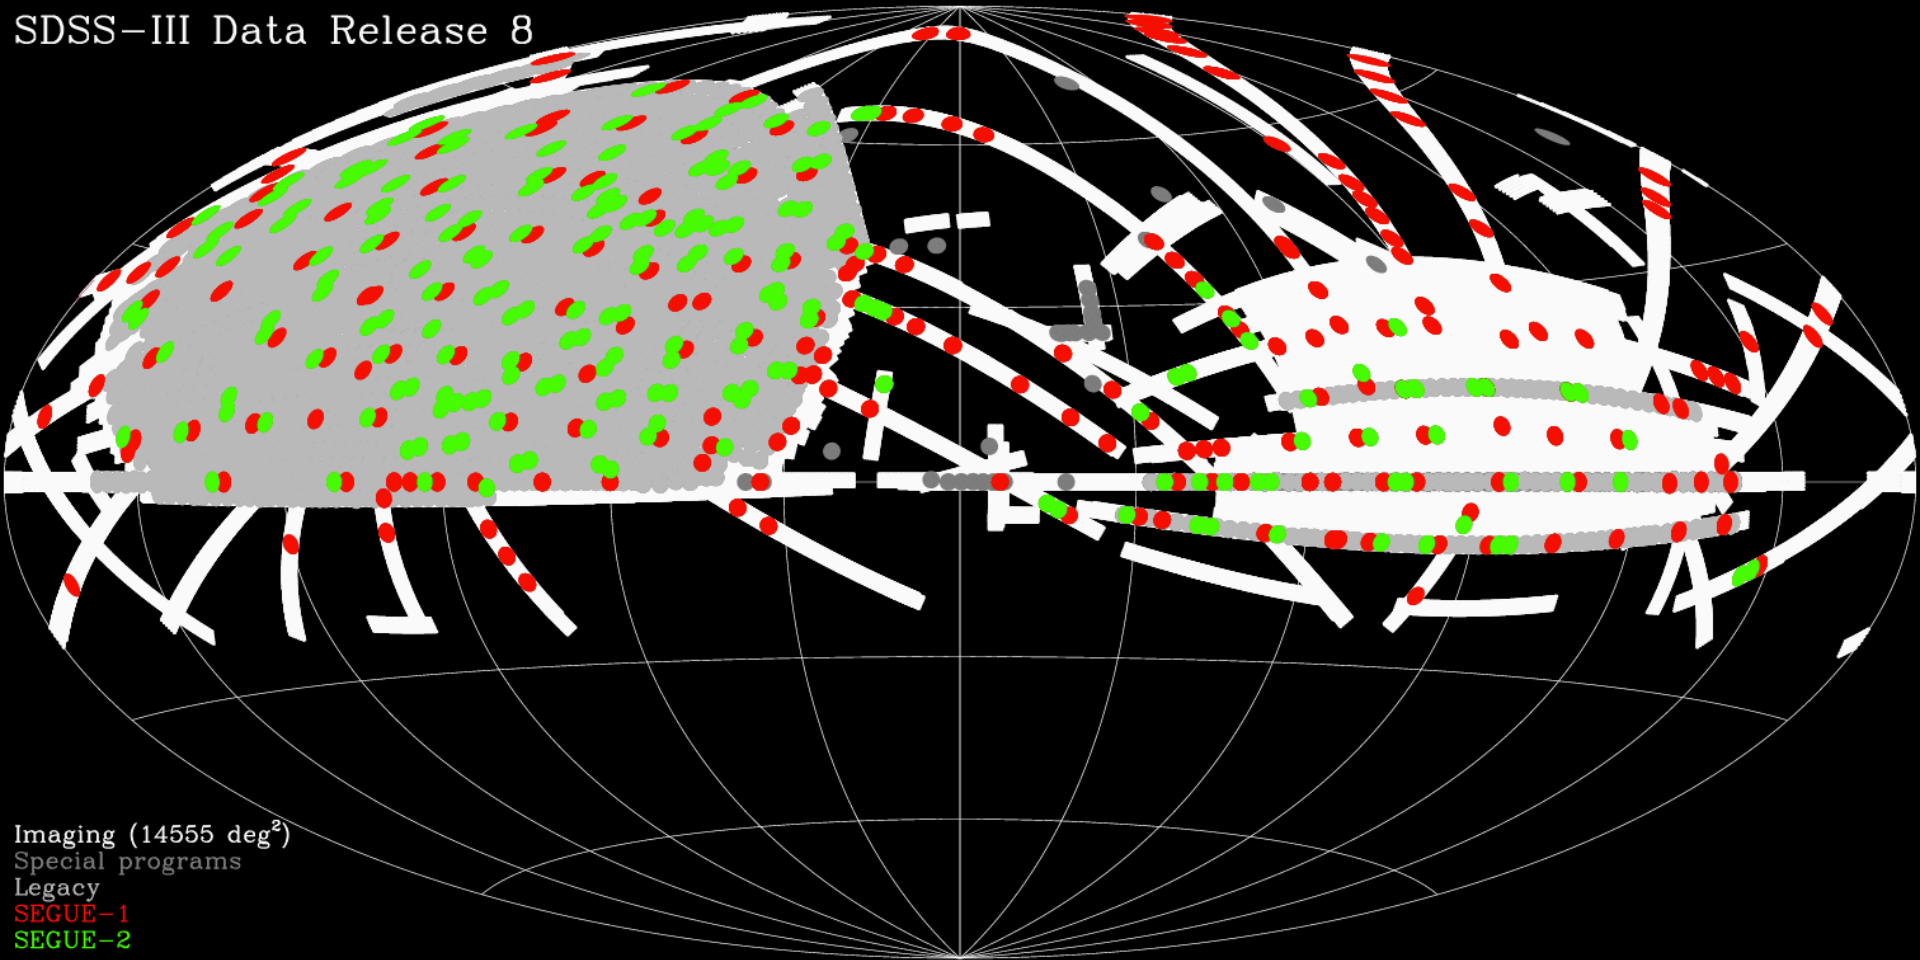 SDSS-III Data Release 8
Imaging (14555 deg²)
Special programs
Legacy
SEGUE-1
SEGUE-2